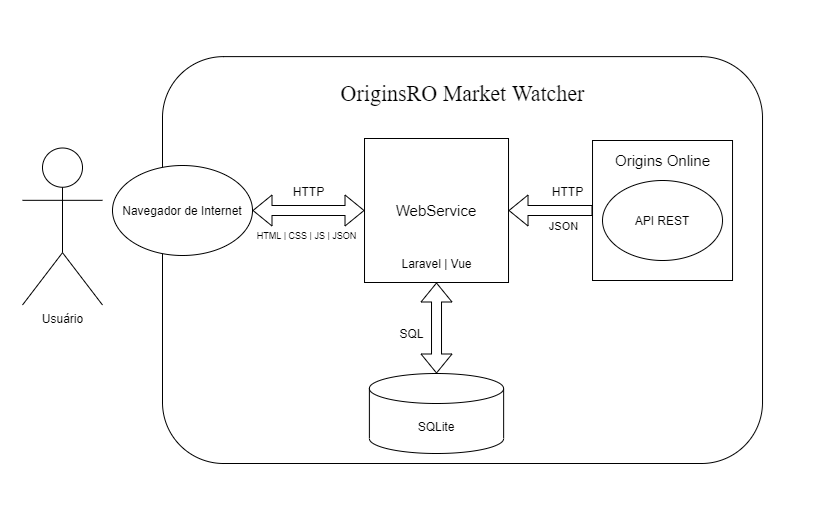 OriginsRO Market Watcher
Navegador de Internet
HTTP
HTML | CSS | JS | JSON
WebService
Laravel | Vue
HTTP
JSON
Origins Online
API REST
Usuário
SQL
SQLite